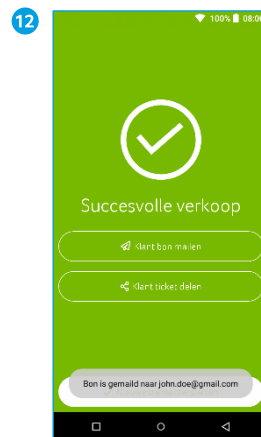 12
100% 08:00
Succesvolle verkoop
Klant bon mailen
Klant ticket delen
Bon is gemaild naar john.doe@gmail.com